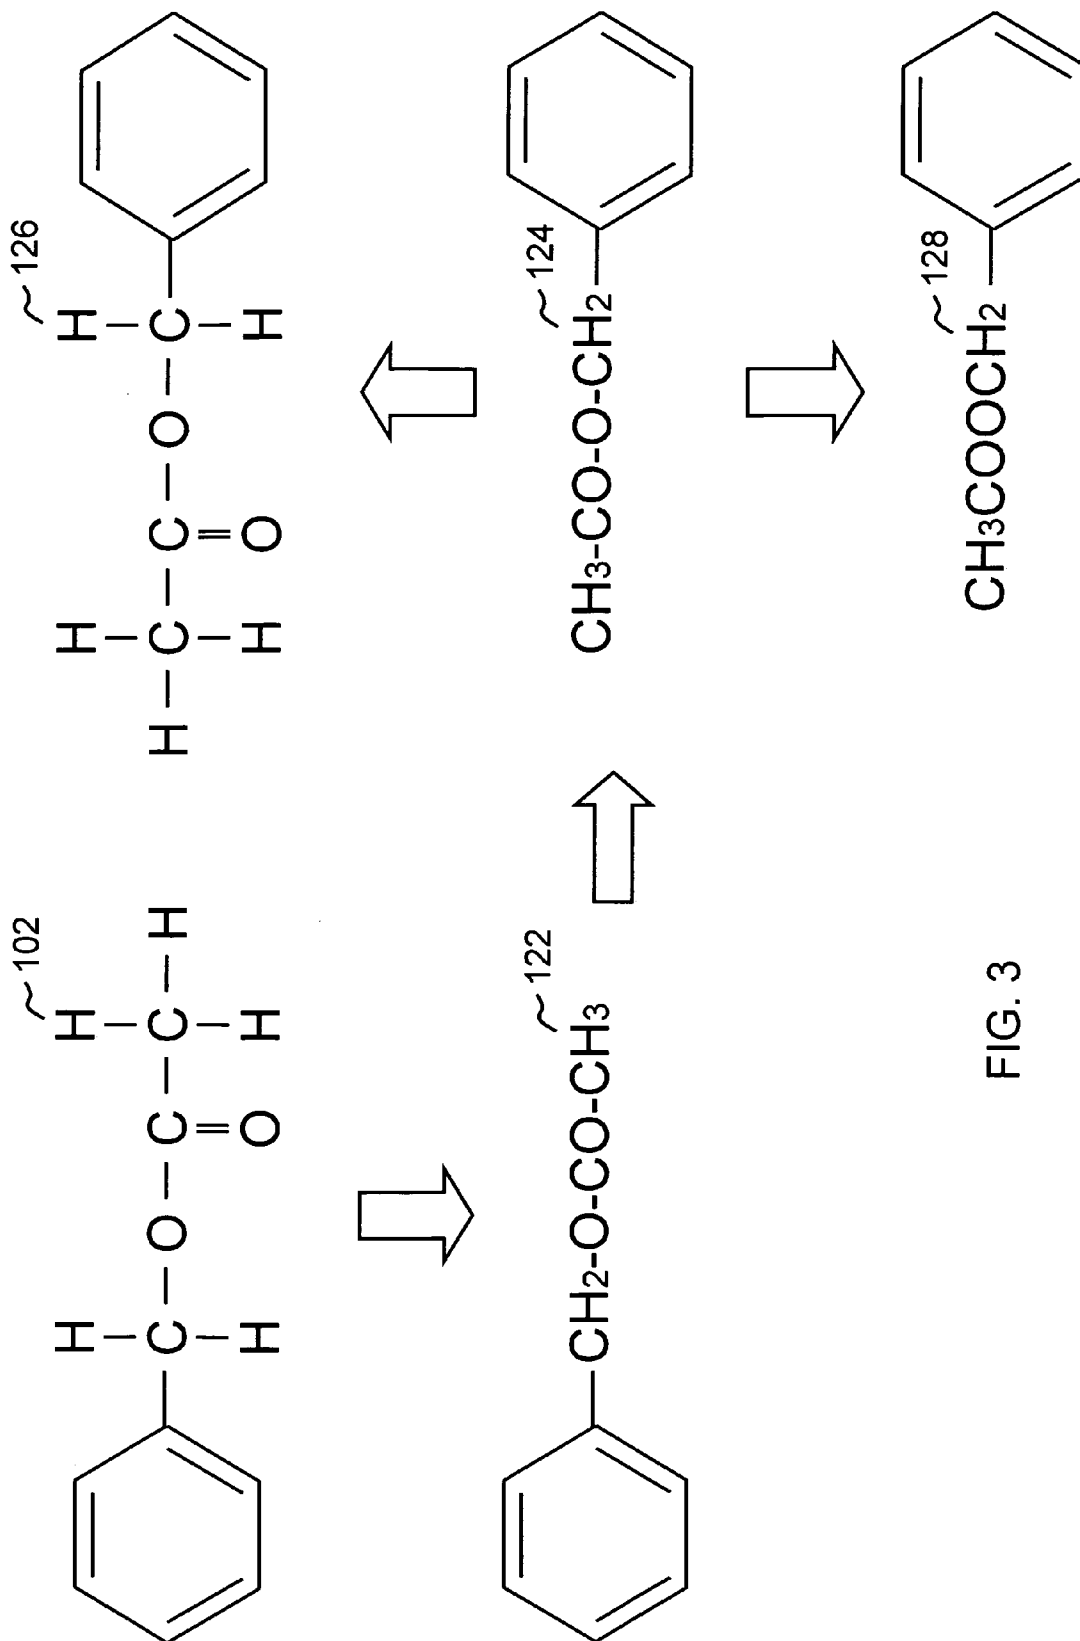 102
H H
C O C C H
H O H
126
H H
H C C O C
H O H
122
CH2-O-CO-CH3
124
CH3-CO-O-CH2
128
CH3COOCH2
FIG. 3